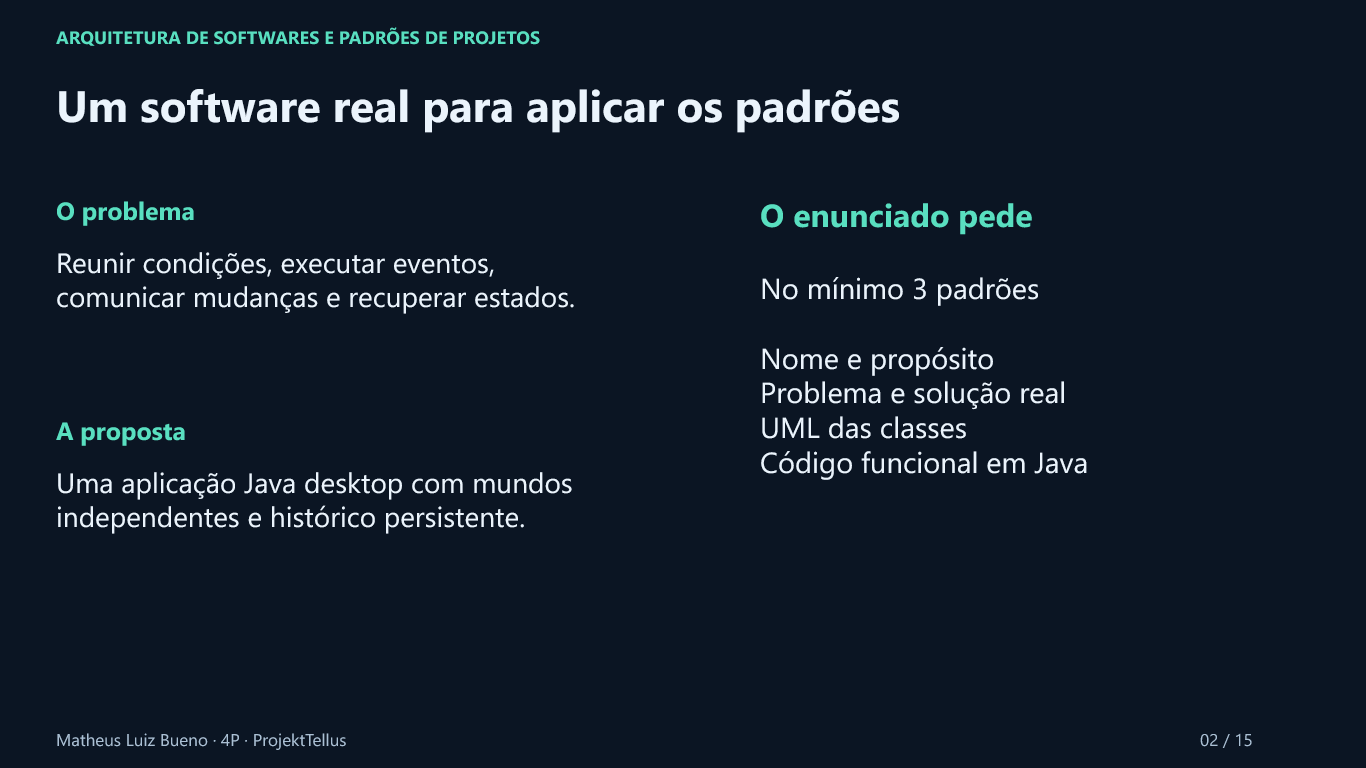 ARQUITETURA DE SOFTWARES E PADRÕES DE PROJETOS
Um software real para aplicar os padrões
O problema
Reunir condições, executar eventos,
comunicar mudanças e recuperar estados.
A proposta
Uma aplicação Java desktop com mundos
independentes e histórico persistente.
O enunciado pede
No mínimo 3 padrões
Nome e propósito
Problema e solução real
UML das classes
Código funcional em Java
Matheus Luiz Bueno · 4P · ProjektTellus
02 / 15